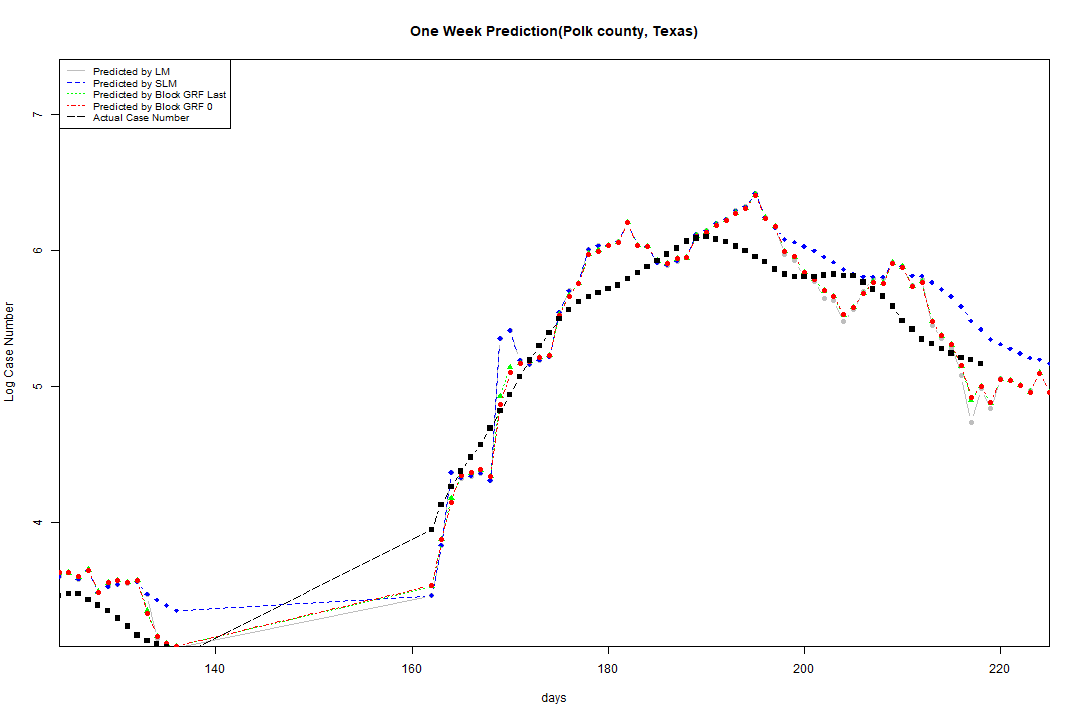 One Week Prediction(Polk county, Texas)
Predicted by LM
Predicted by SLM
Predicted by Block GRF Last
Predicted by Block GRF 0
Actual Case Number
7
6
5
4
Log Case Number
140 160 180 200 220
days